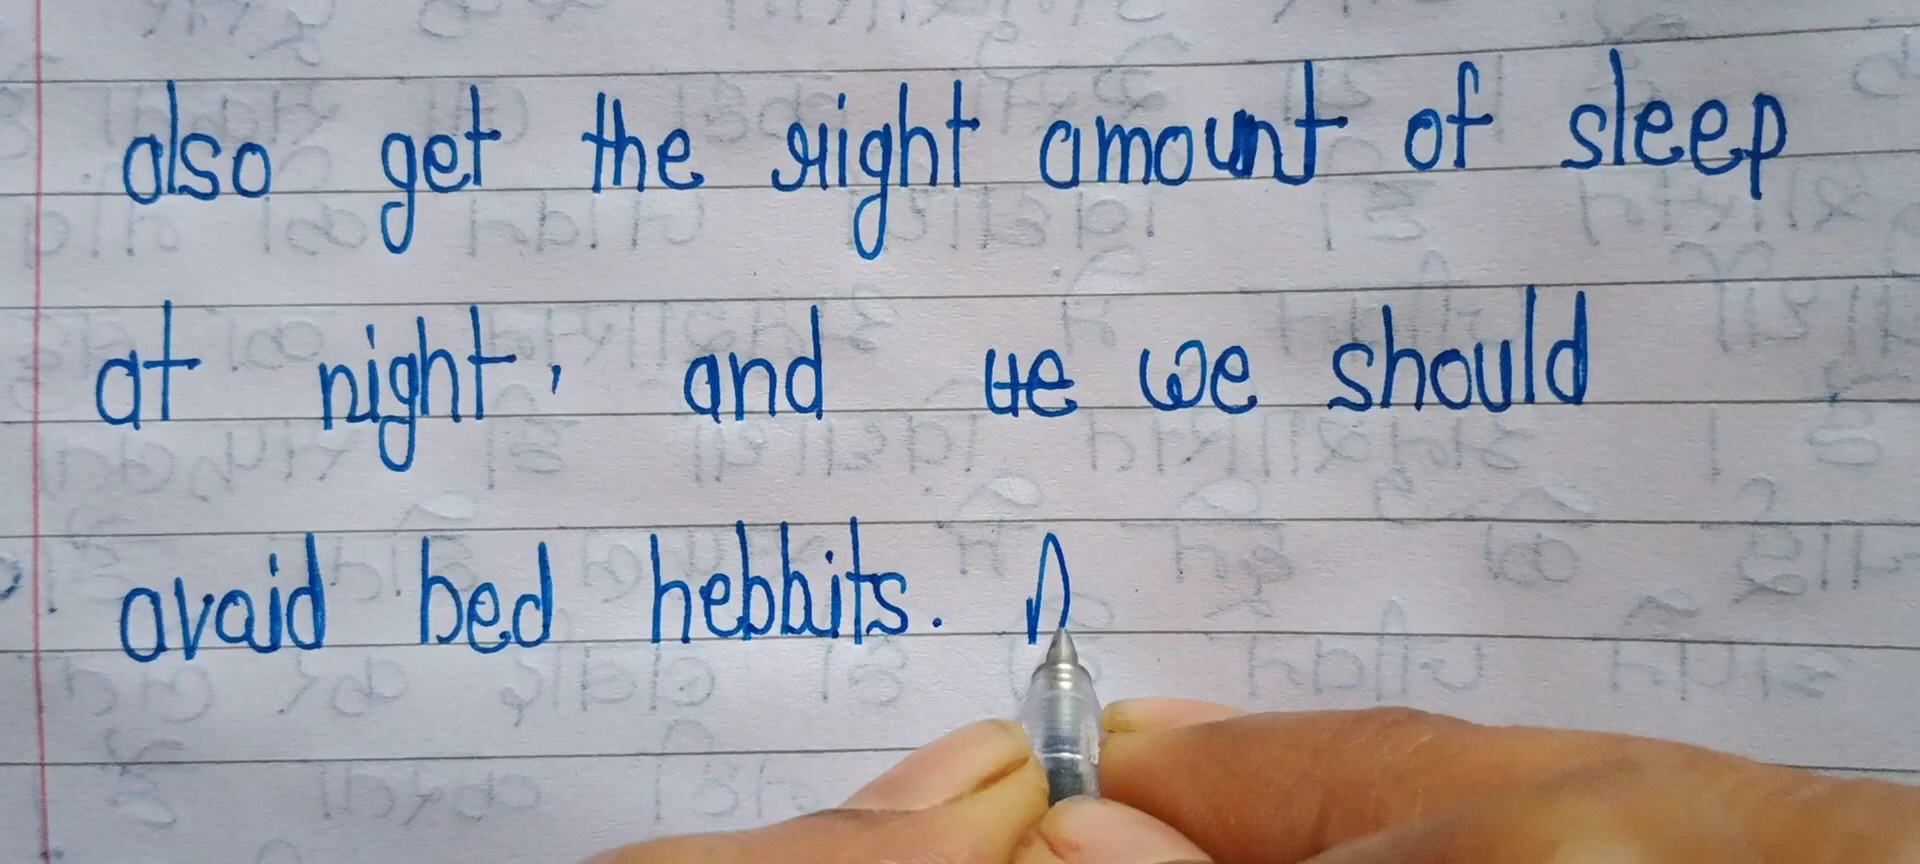 also get the right amount of sleep
at night, and we we should
avoid bed hebbits.